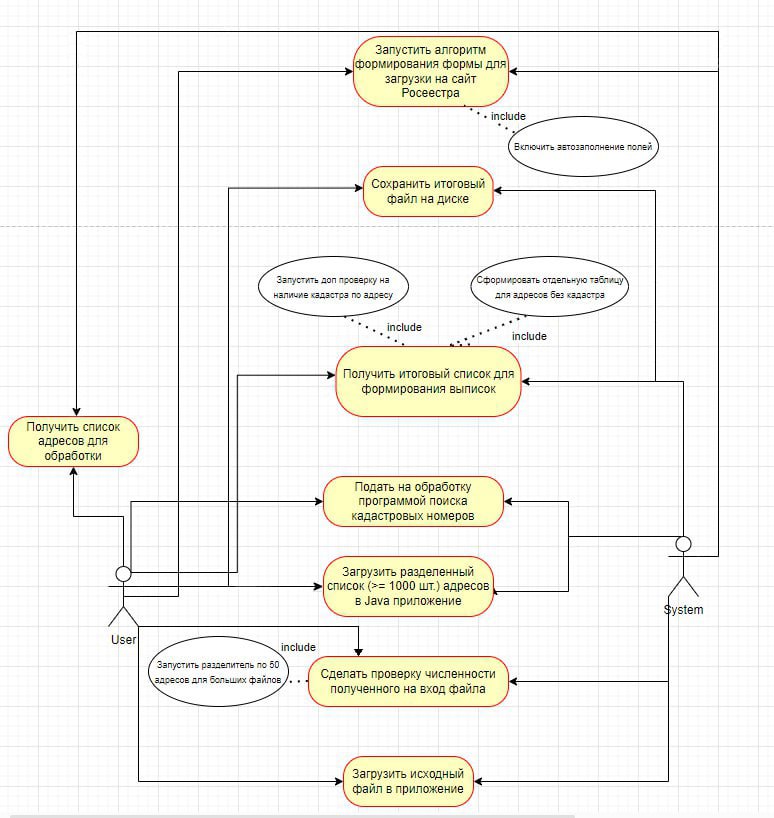 Запустить алгоритм
формирования формы для
загрузки на сайт
Росеестра
include
Включить автозаполнение полей
Сохранить итоговый
файл на диске
Запустить доп проверку на
наличие кадастра по адресу
Сформировать отдельную таблицу
для адресов без кадастра
include
include
Получить итоговый список для
формирования выписок
Получить список
адресов для
обработки
Подать на обработку
программой поиска
кадастровых номеров
Загрузить разделенный
список (>= 1000 шт.) адресов
в Java приложение
User
System
include
Запустить разделитель по 50
адресов для больших файлов
Сделать проверку численности
полученного на вход файла
Загрузить исходный
файл в приложение